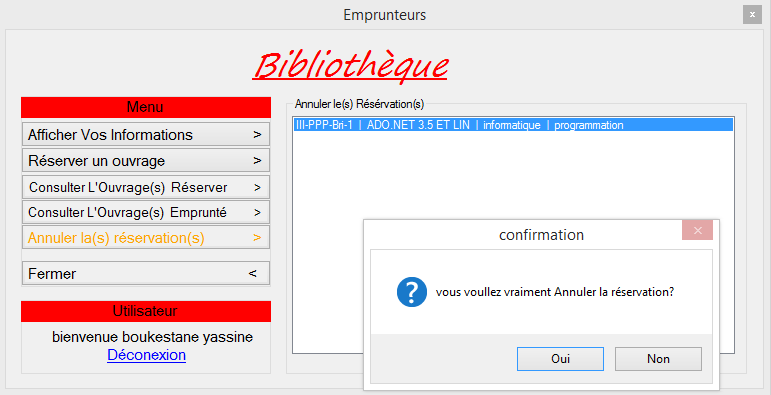 Emprunteurs
x
Bibliothèque
Menu
Afficher Vos Informations >
Réserver un ouvrage >
Consulter L'Ouvrage(s) Réserver >
Consulter L'Ouvrage(s) Emprunté >
Annuler la(s) réservation(s) >
Fermer <
Utilisateur
bienvenue boukestane yassine
Déconexion
Annuler le(s) Résérvation(s)
III-PPP-Bri-1 | ADO.NET 3.5 ET LIN | informatique | programmation
confirmation
×
?
vous voullez vraiment Annuler la réservation?
Oui Non